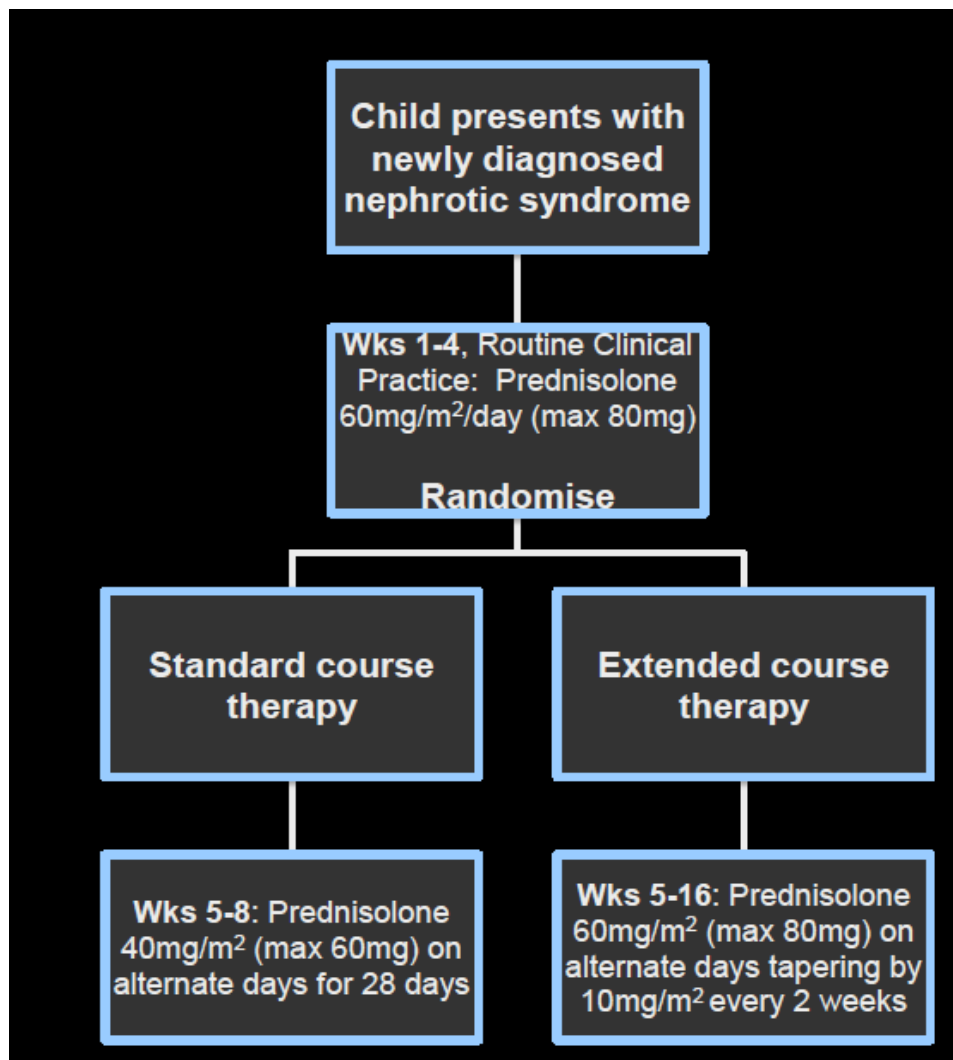 Child presents with
newly diagnosed
nephrotic syndrome
Wks 1-4, Routine Clinical
Practice: Prednisolone
60mg/m²/day (max 80mg)
Randomise
Standard course
therapy
Extended course
therapy
Wks 5-8: Prednisolone
40mg/m² (max 60mg) on
alternate days for 28 days
Wks 5-16: Prednisolone
60mg/m² (max 80mg) on
alternate days tapering by
10mg/m² every 2 weeks